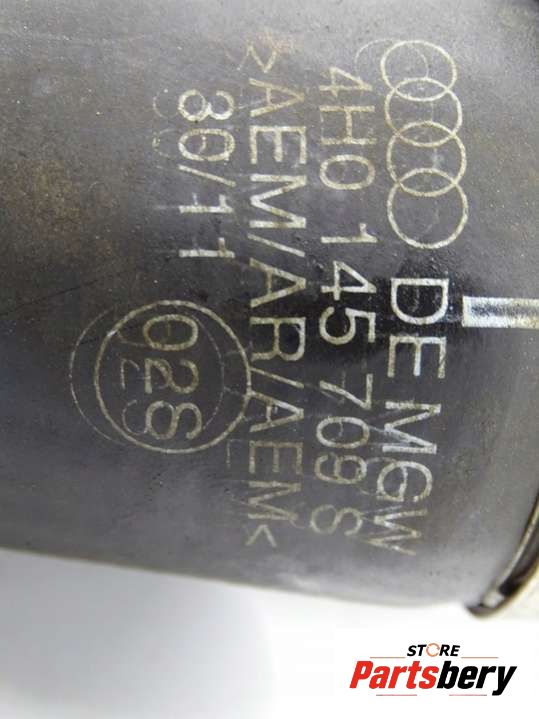 DE MGW
4H0 145 709 S
>AEM/AR/AEM<
30/11
028
STORE
Partsbery